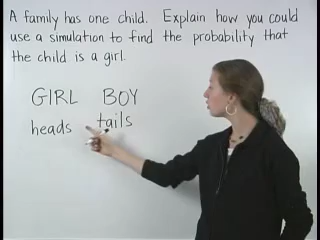 A family has one child. Explain how you could
use a simulation to find the probability that
the child is a girl.
GIRL BOY
heads tails